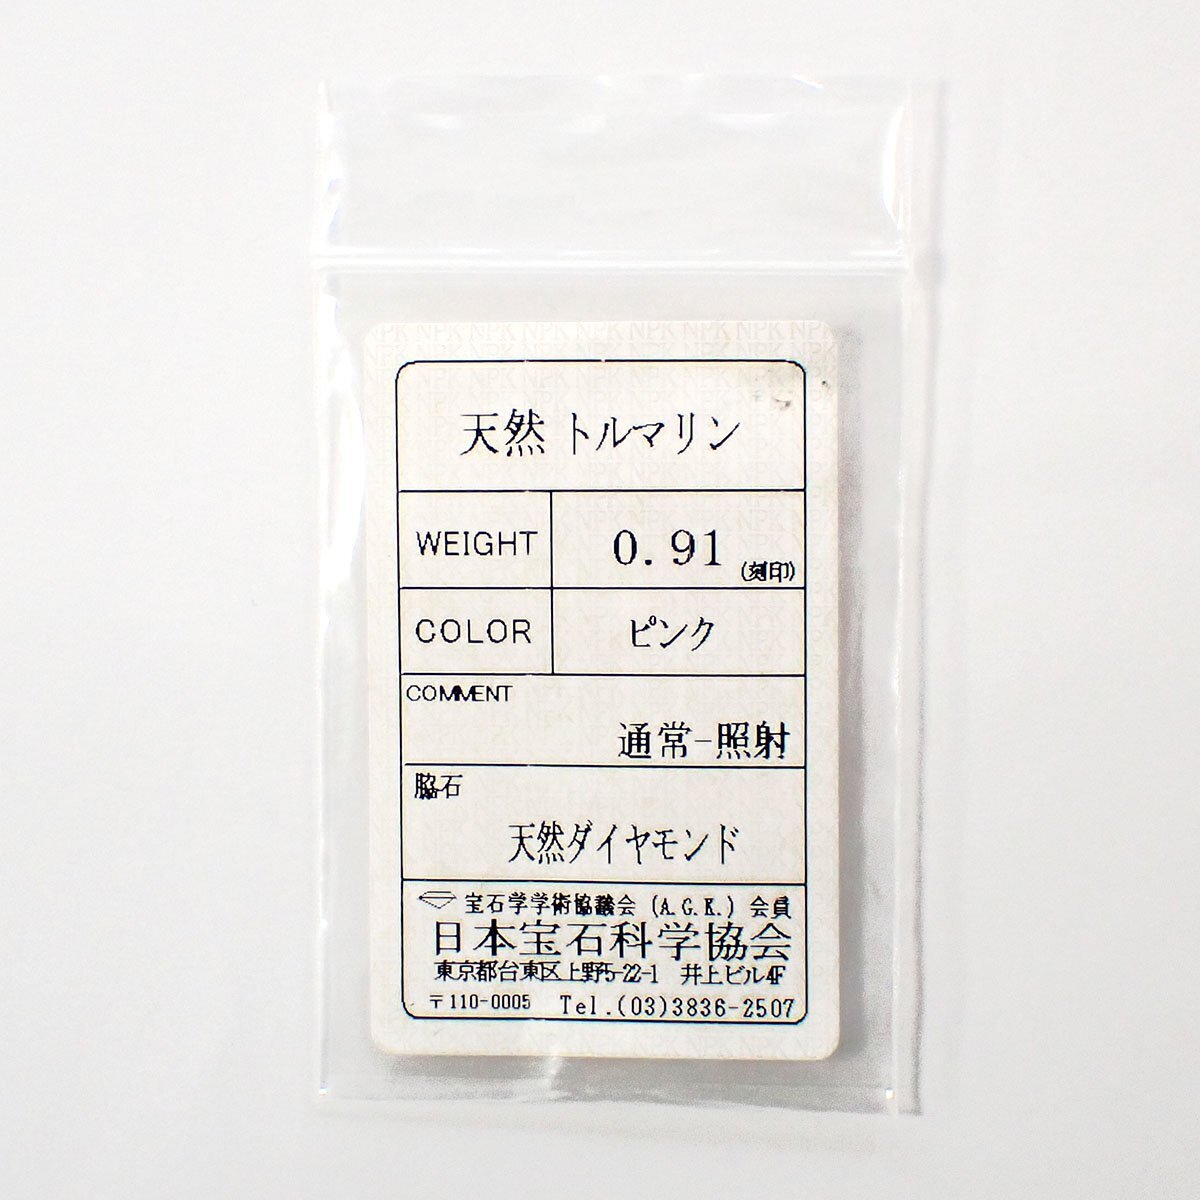 天然 トルマリン
WEIGHT 0.91 (刻印)
COLOR ピンク
COMMENT
通常-照射
脇石
天然ダイヤモンド
宝石学学術協議会 (A.G.K.) 会員
日本宝石科学協会
東京都台東区上野5-22-1 井上ビル4F
〒110-0005 Tel.(03)3836-2507